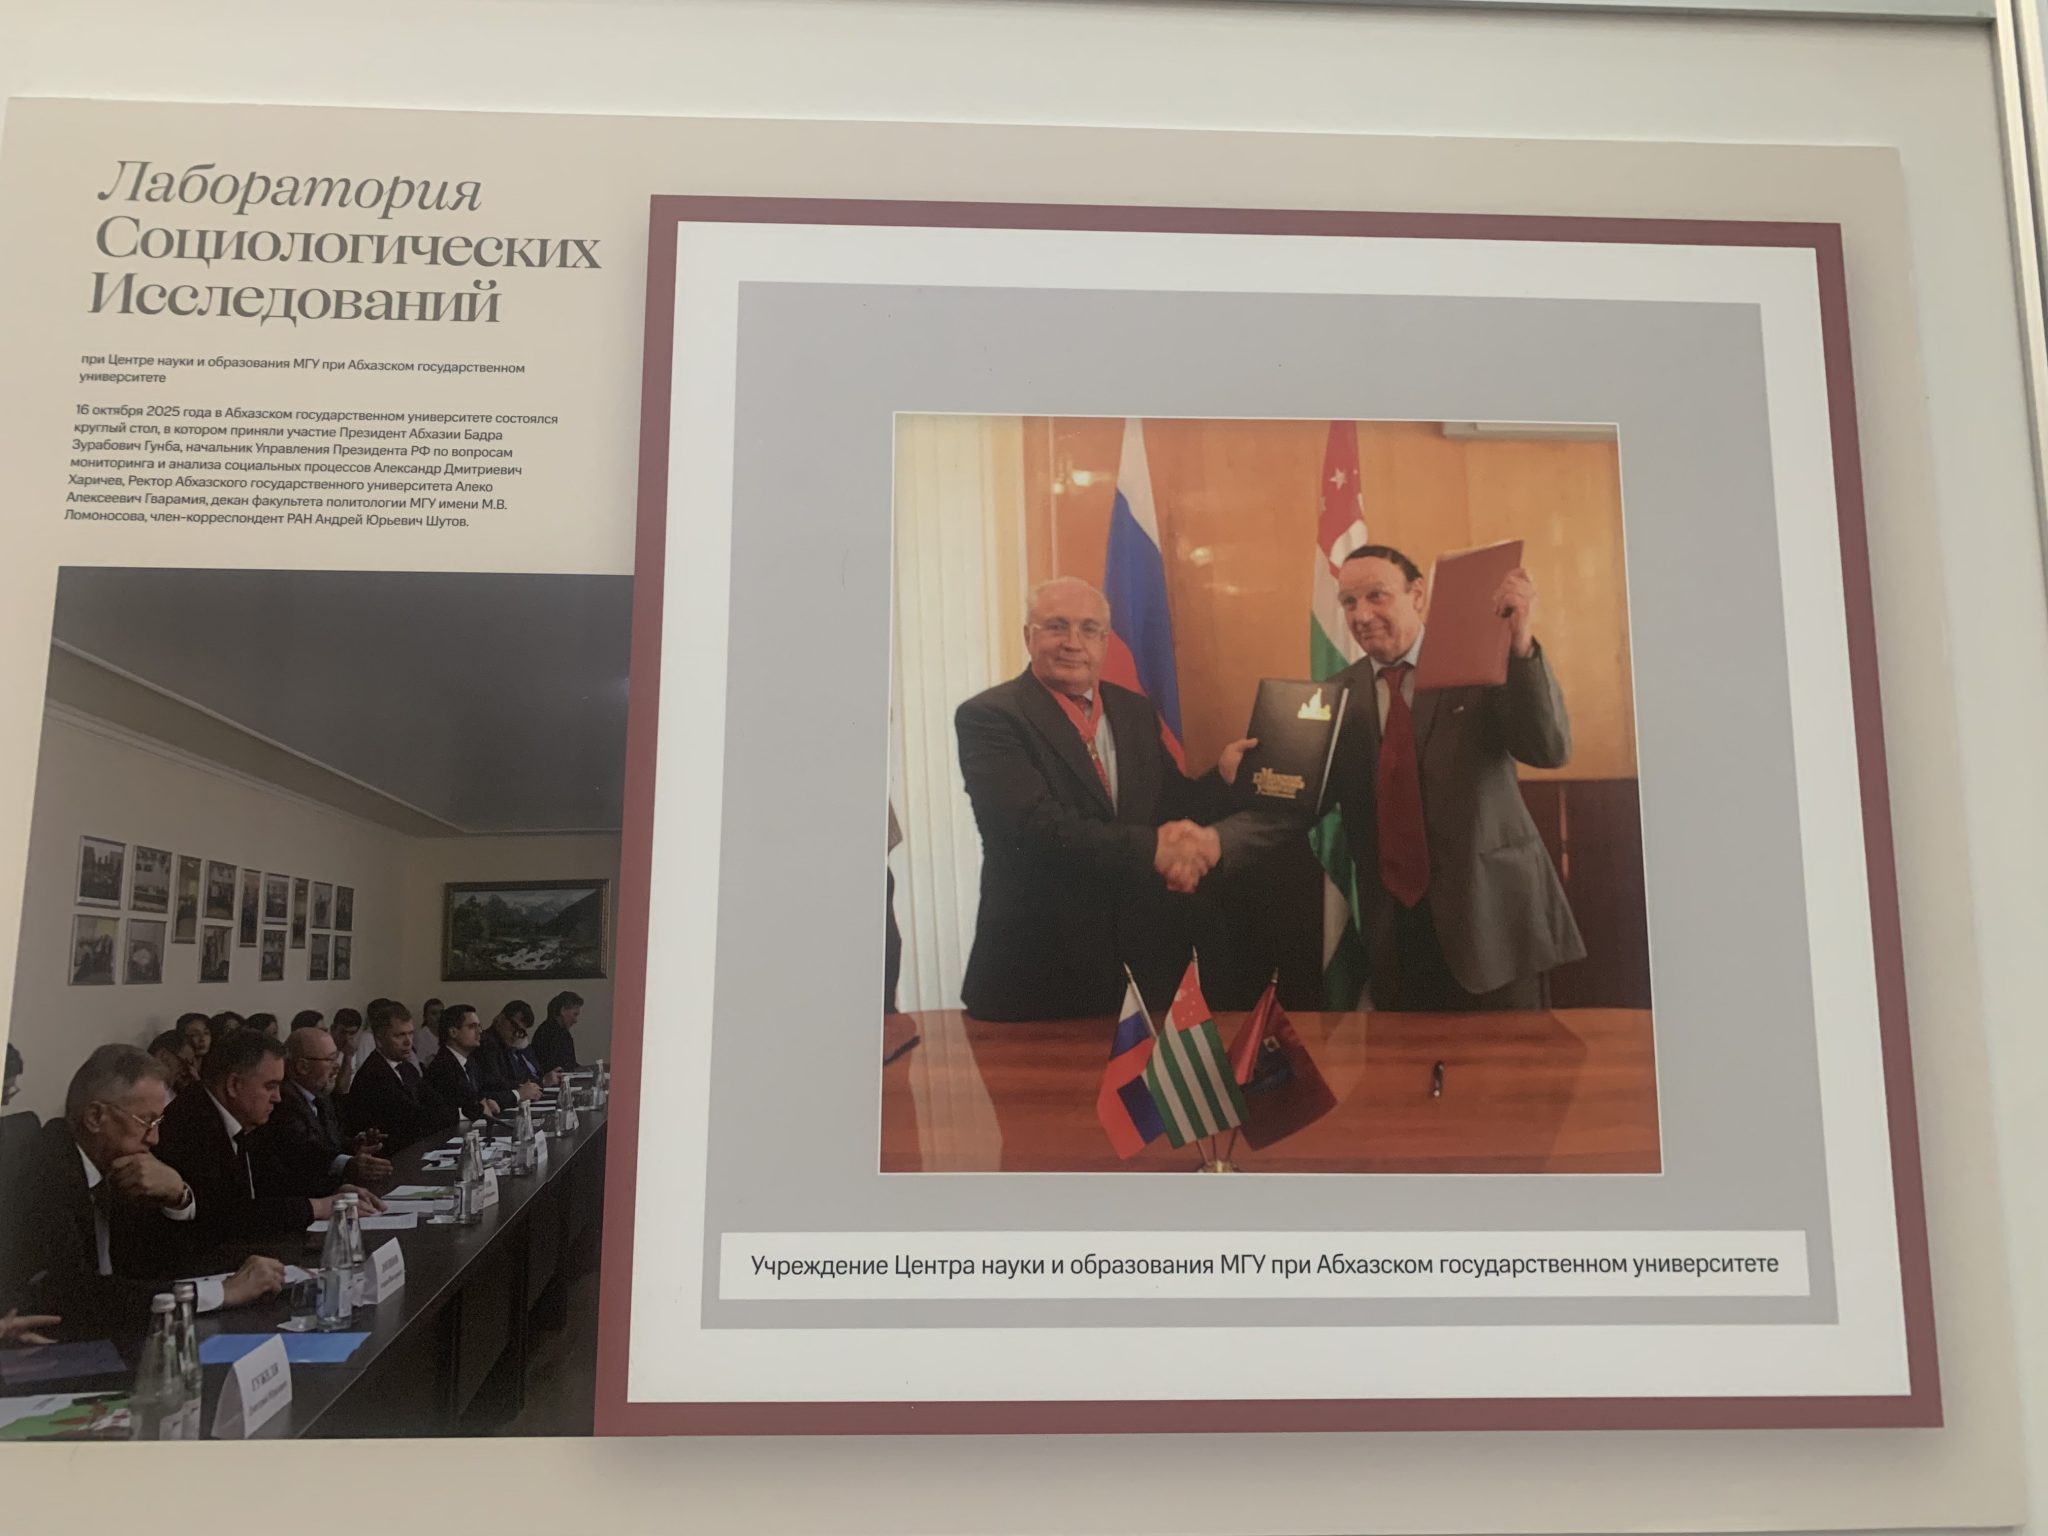 Лаборатория
Социологических
Исследований
при Центре науки и образования МГУ при Абхазском государственном
университете
16 октября 2025 года в Абхазском государственном университете состоялся
круглый стол, в котором приняли участие Президент Абхазии Бадра
Зурабович Гунба, начальник Управления Президента РФ по вопросам
мониторинга и анализа социальных процессов Александр Дмитриевич
Харичев, Ректор Абхазского государственного университета Алеко
Алексеевич Гварамия, декан факультета политологии МГУ имени М.В.
Ломоносова, член-корреспондент РАН Андрей Юрьевич Шутов.
Учреждение Центра науки и образования МГУ при Абхазском государственном университете